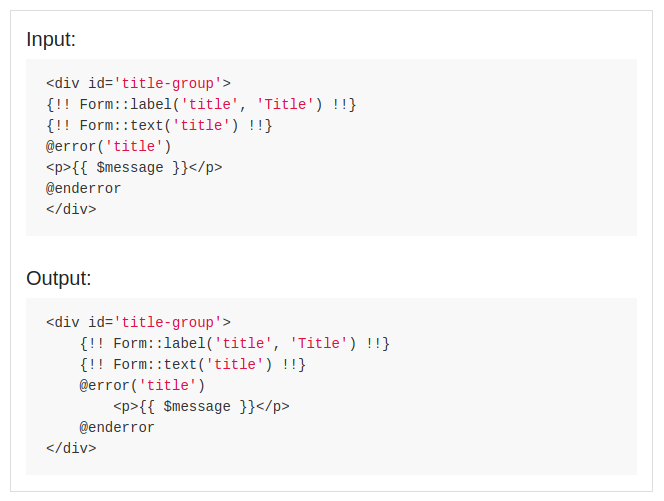 Input:
<div id='title-group'>
{!! Form::label('title', 'Title') !!}
{!! Form::text('title') !!}
@error('title')
<p>{{ $message }}</p>
@enderror
</div>
Output:
<div id='title-group'>
    {!! Form::label('title', 'Title') !!}
    {!! Form::text('title') !!}
    @error('title')
        <p>{{ $message }}</p>
    @enderror
</div>